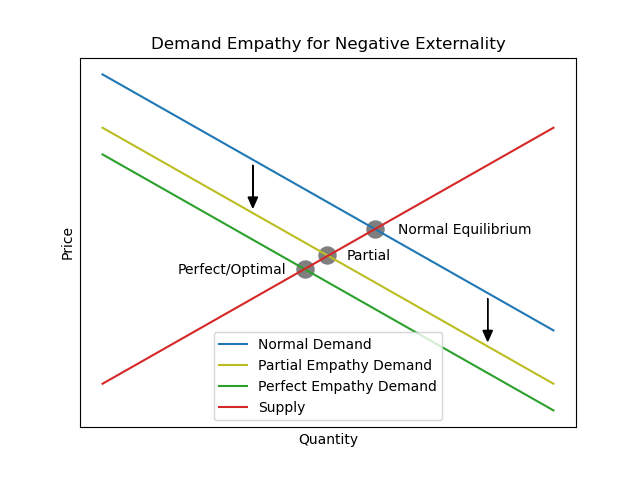 Demand Empathy for Negative Externality
Price
Normal Equilibrium
Partial
Perfect/Optimal
Normal Demand
Partial Empathy Demand
Perfect Empathy Demand
Supply
Quantity